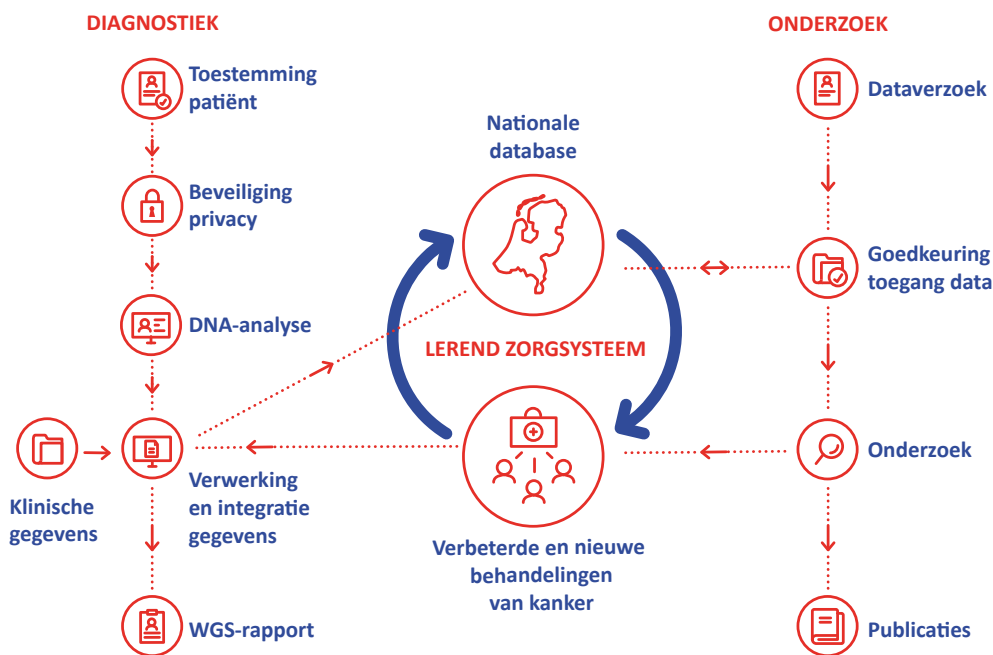 DIAGNOSTIEK
Toestemming
patiënt
Beveiliging
privacy
DNA-analyse
Klinische
gegevens
Verwerking
en integratie
gegevens
WGS-rapport
Nationale
database
LEREND ZORGSYSTEEM
Verbeterde en nieuwe
behandelingen
van kanker
ONDERZOEK
Dataverzoek
Goedkeuring
toegang data
Onderzoek
Publicaties